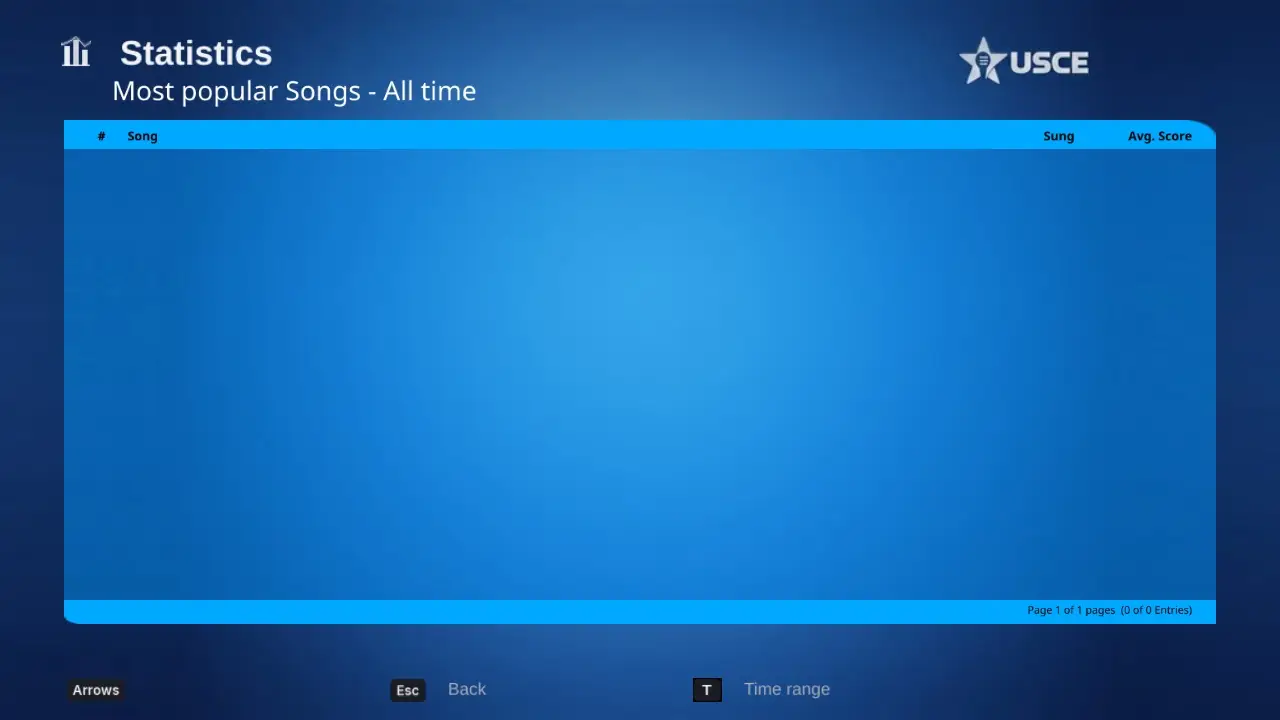 Statistics
USCE
Most popular Songs - All time
# Song Sung Avg. Score
Page 1 of 1 pages (0 of 0 Entries)
Arrows Esc Back T Time range